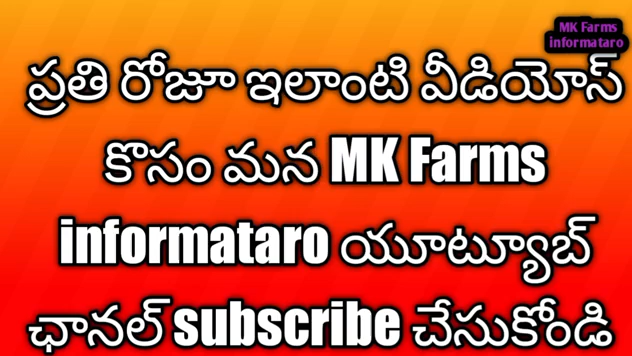 MK Farms
informataro
ప్రతి రోజూ ఇలాంటి వీడియోస్
కొసం మన MK Farms
informataro యూట్యూబ్
ఛానల్ subscribe చేసుకోండి